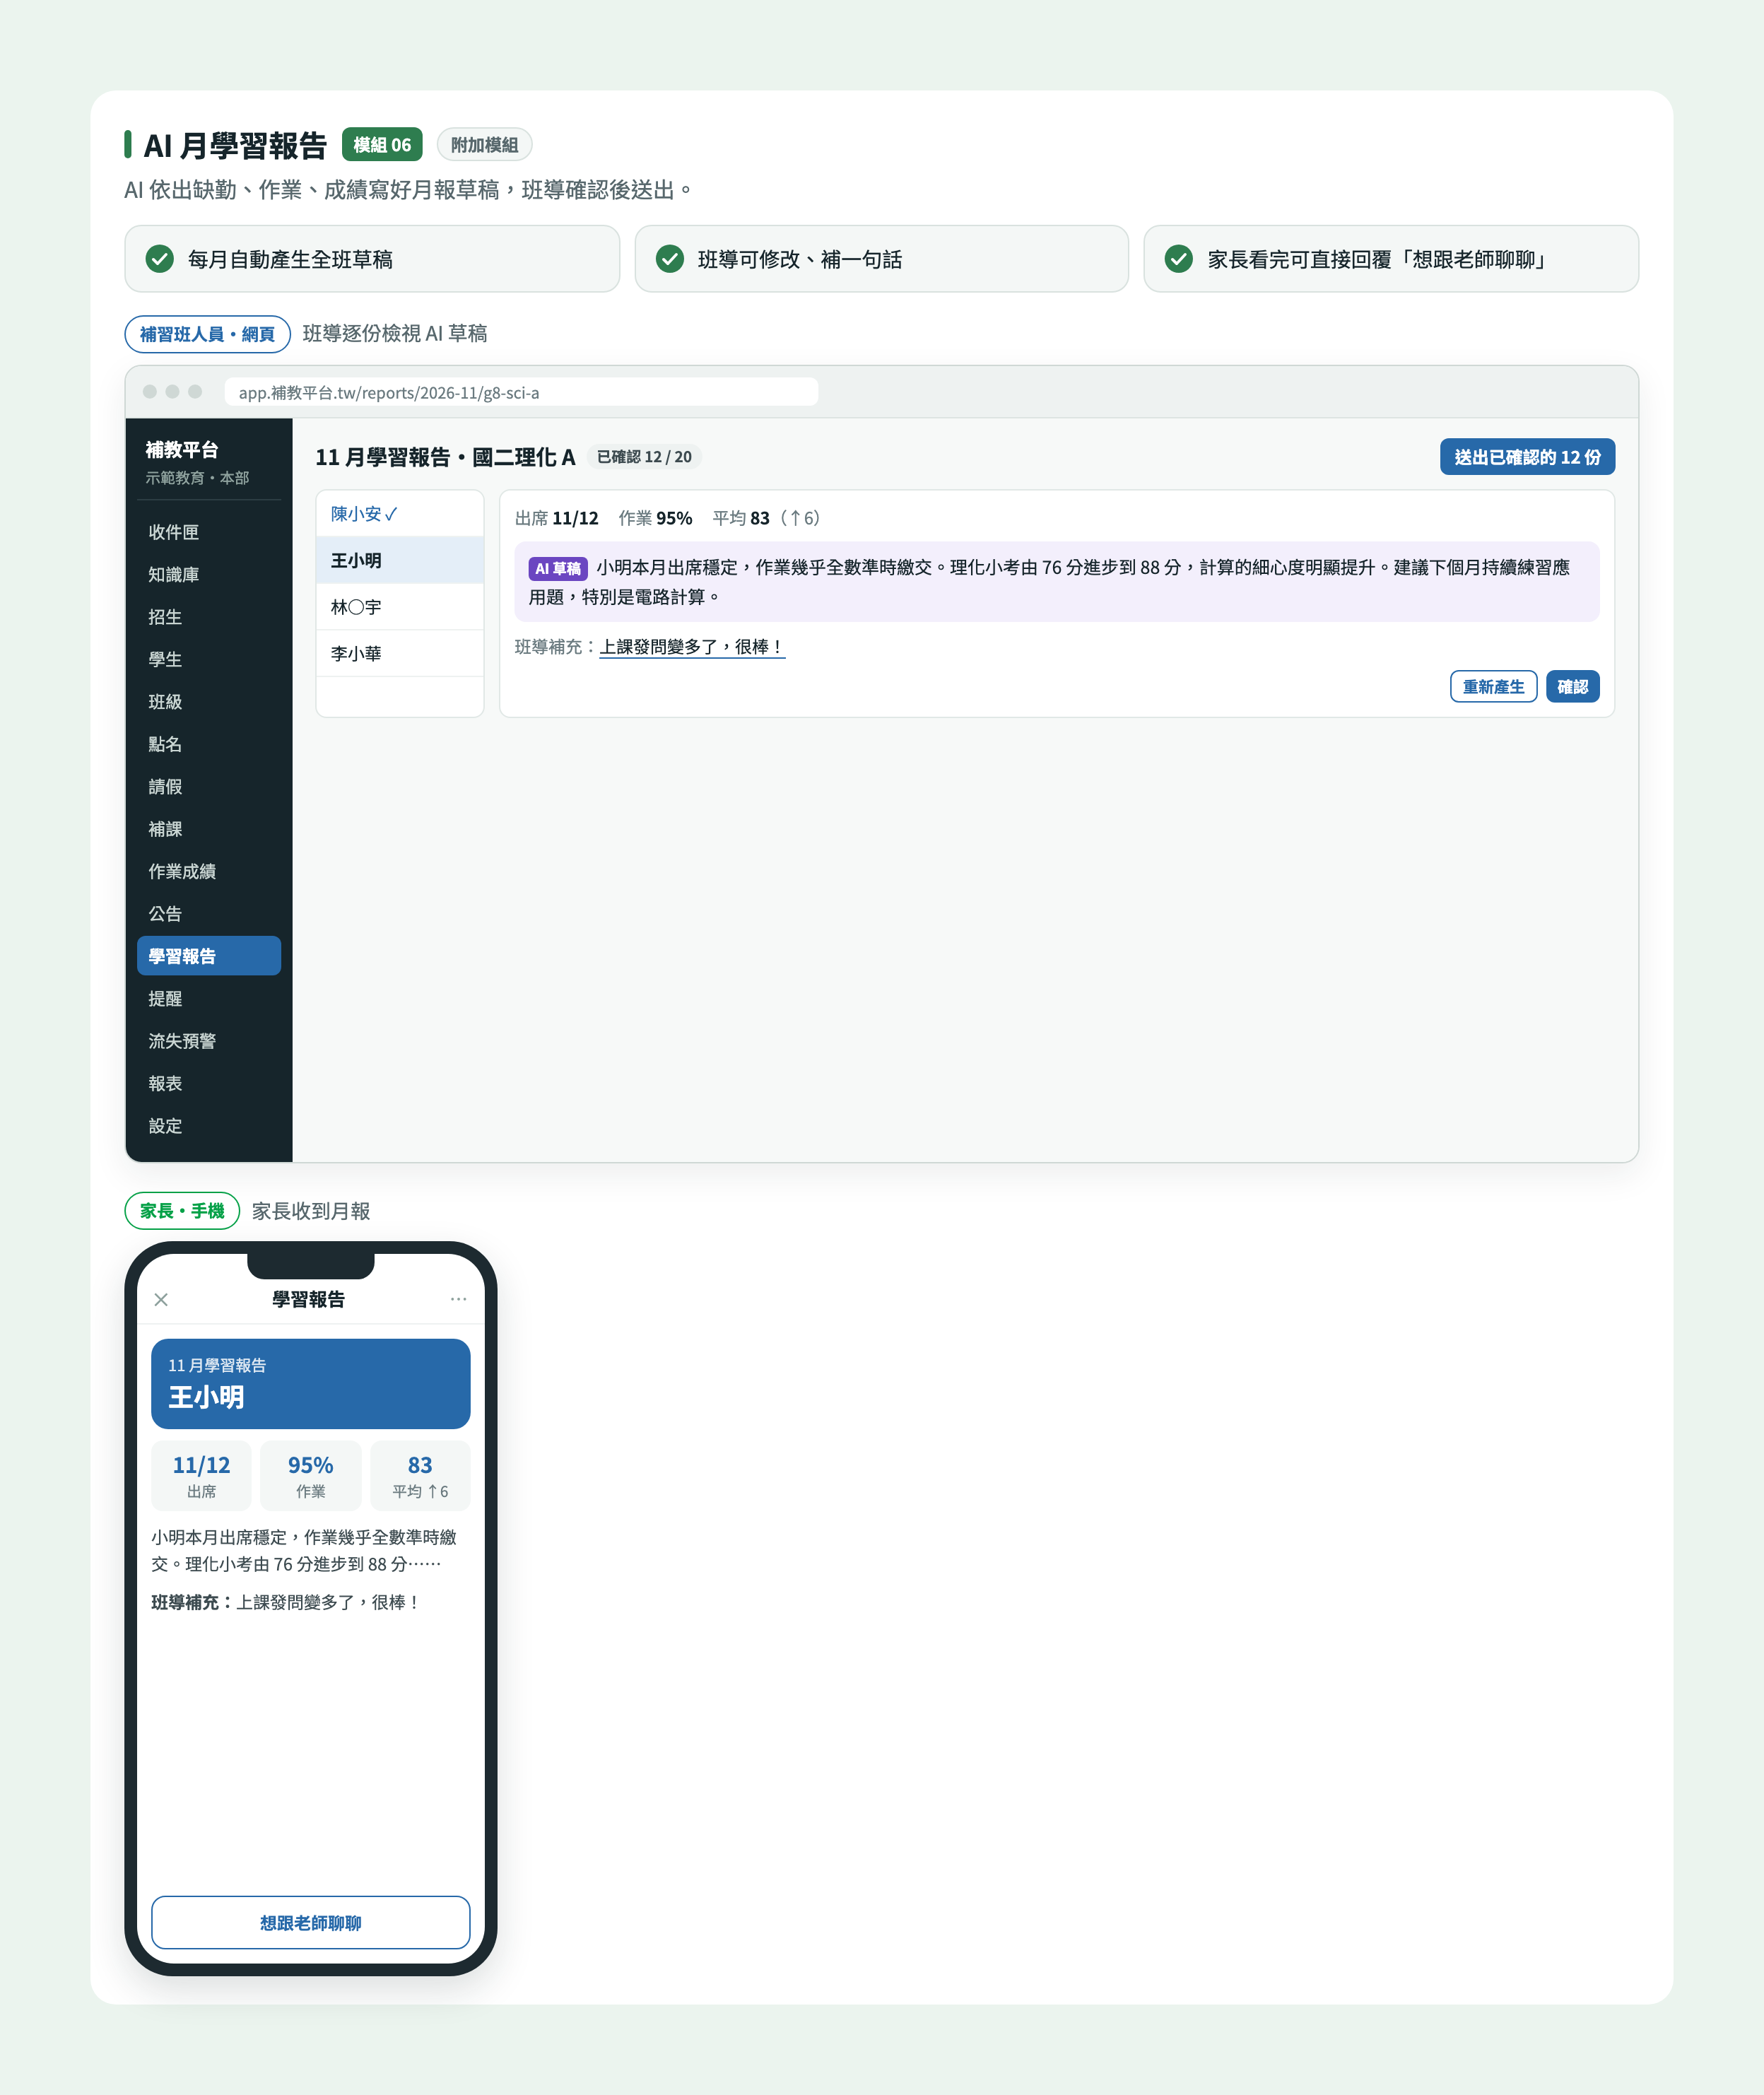 AI 月學習報告 模組 06 附加模組
AI 依出缺勤、作業、成績寫好月報草稿，班導確認後送出。
每月自動產生全班草稿
班導可修改、補一句話
家長看完可直接回覆「想跟老師聊聊」
補習班人員・網頁 班導逐份檢視 AI 草稿
app.補教平台.tw/reports/2026-11/g8-sci-a
補教平台
示範教育・本部
收件匣
知識庫
招生
學生
班級
點名
請假
補課
作業成績
公告
學習報告
提醒
流失預警
報表
設定
11 月學習報告・國二理化 A 已確認 12 / 20 送出已確認的 12 份
陳小安 ✓
王小明
林〇宇
李小華
出席 11/12 作業 95% 平均 83（↑6）
AI 草稿 小明本月出席穩定，作業幾乎全數準時繳交。理化小考由 76 分進步到 88 分，計算的細心度明顯提升。建議下個月持續練習應
用題，特別是電路計算。
班導補充：上課發問變多了，很棒！
重新產生 確認
家長・手機 家長收到月報
× 學習報告 ⋯
11 月學習報告
王小明
11/12 95% 83
出席 作業 平均 ↑6
小明本月出席穩定，作業幾乎全數準時繳
交。理化小考由 76 分進步到 88 分⋯⋯
班導補充：上課發問變多了，很棒！
想跟老師聊聊